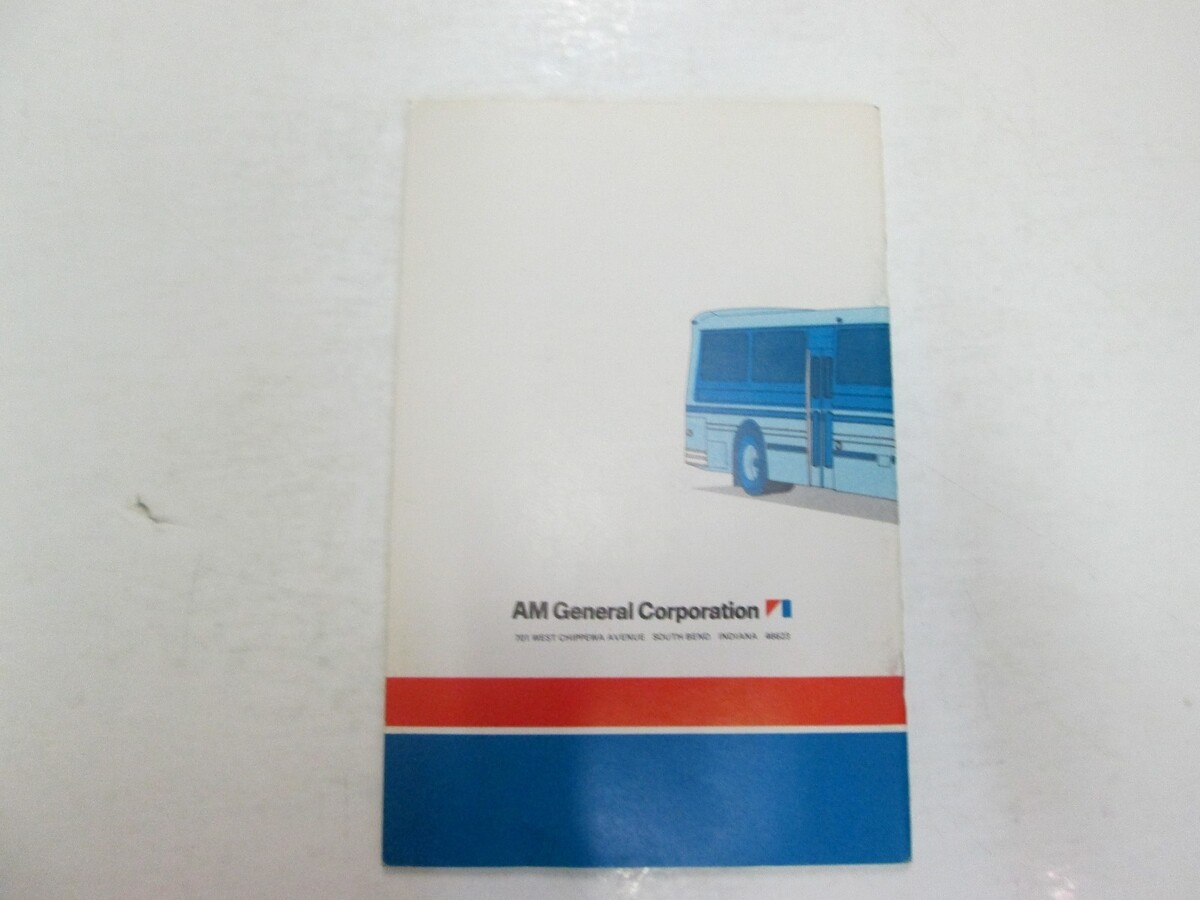 AM General Corporation
701 WEST CHIPPEWA AVENUE SOUTH BEND INDIANA 46623